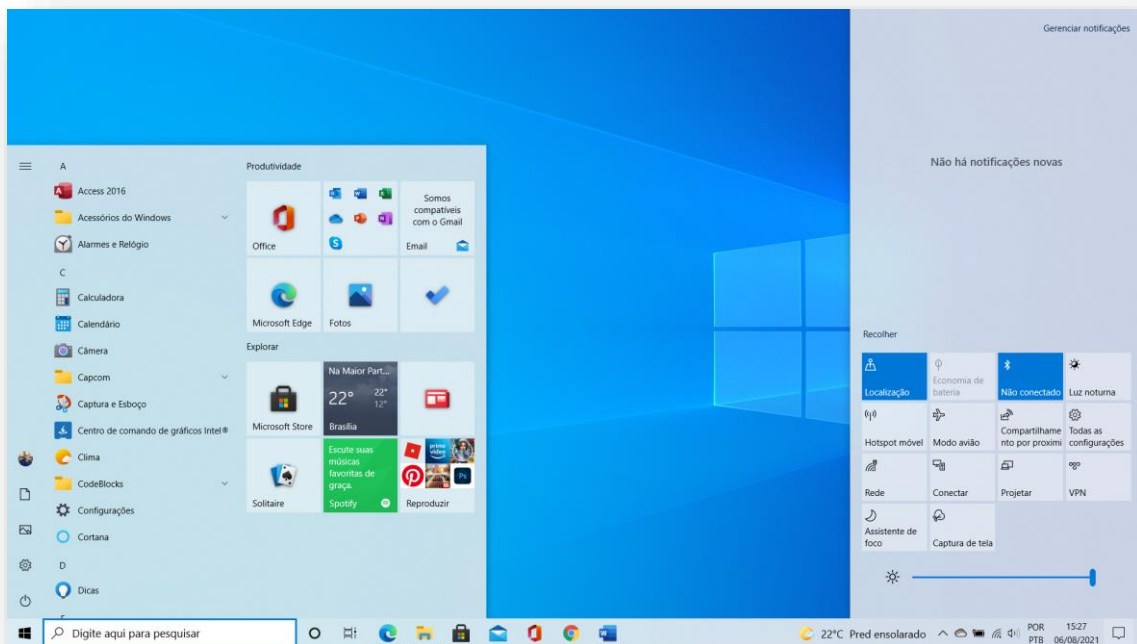 Gerenciar notificações
Não há notificações novas
A
Access 2016
Acessórios do Windows
Alarmes e Relógio
C
Calculadora
Calendário
Câmera
Capcom
Captura e Esboço
Centro de comando de gráficos Intel®
Clima
CodeBlocks
Configurações
Cortana
D
Dicas
Produtividade
Office
Somos
compatíveis
com o Gmail
Email
Microsoft Edge
Fotos
Explorar
Microsoft Store
Na Maior Part...
22° 22°
12°
Brasília
Solitaire
Escute suas
músicas
favoritas de
graça.
Spotify
prime
video
Ps
Reproduzir
Recolher
Localização
Economia de
bateria
Não conectado
Luz noturna
Hotspot móvel
Modo avião
Compartilhame
nto por proximi
Todas as
configurações
Rede
Conectar
Projetar
VPN
Assistente de
foco
Captura de tela
Digite aqui para pesquisar
22°C Pred ensolarado
POR
PTB
15:27
06/08/2021